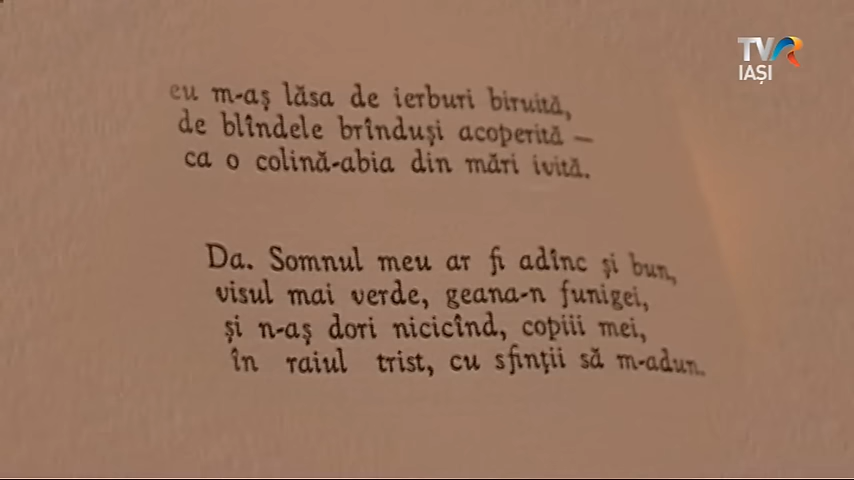 TVR
IAȘI
eu m-aș lăsa de ierburi biruită,
de blîndele brînduși acoperită —
ca o colină-abia din mări ivită.
Da. Somnul meu ar fi adînc și bun,
visul mai verde, geana-n funigei,
și n-aș dori nicicînd, copiii mei,
în raiul trist, cu sfinții să m-adun.